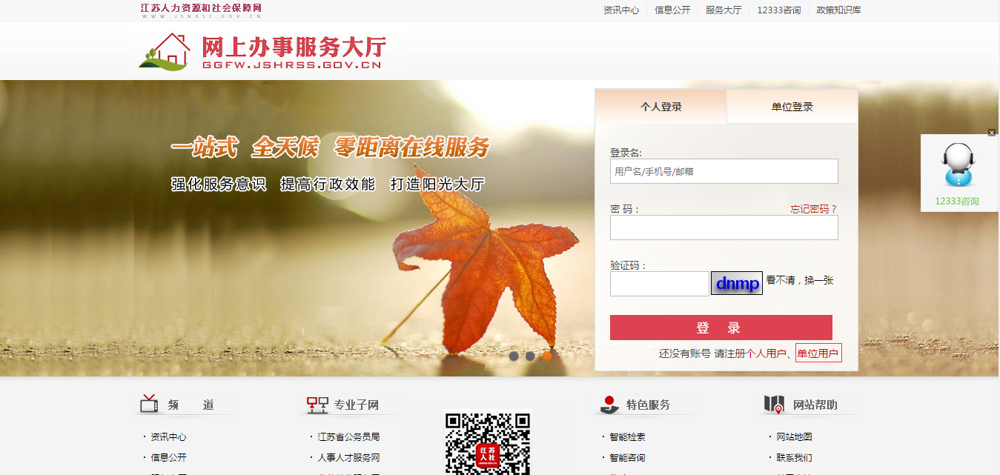 江苏人力资源和社会保障网
WWW.JSHRSS.GOV.CN
资讯中心 信息公开 服务大厅 12333咨询 政策知识库
网上办事服务大厅
GGFW.JSHRSS.GOV.CN
一站式 全天候 零距离在线服务
强化服务意识 提高行政效能 打造阳光大厅
个人登录 单位登录
登录名:
用户名/手机号/邮箱
密 码： 忘记密码？
验证码：
dnmp 看不清，换一张
登 录
还没有账号 请注册个人用户、单位用户
12333咨询
频 道
· 资讯中心
· 信息公开
专业子网
· 江苏省公务员局
· 人事人才服务网
江苏
人社
特色服务
· 智能检索
· 智能咨询
网站帮助
· 网站地图
· 联系我们